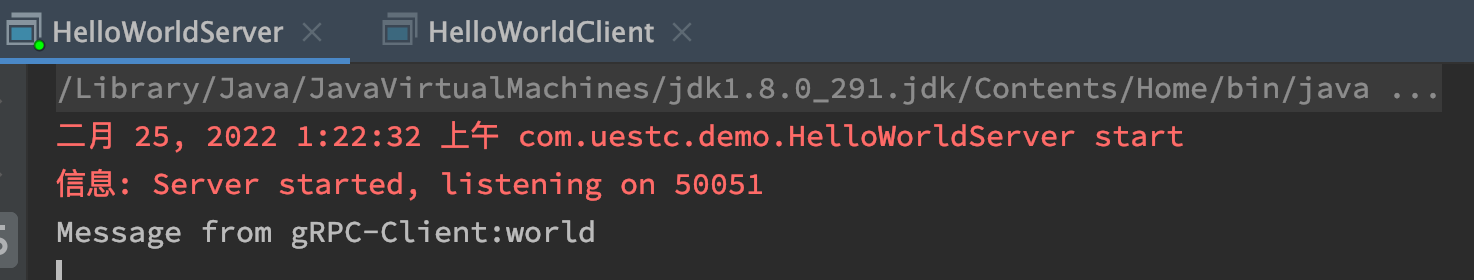 HelloWorldServer
HelloWorldClient
/Library/Java/JavaVirtualMachines/jdk1.8.0_291.jdk/Contents/Home/bin/java ...
二月 25, 2022 1:22:32 上午 com.uestc.demo.HelloWorldServer start
信息: Server started, listening on 50051
Message from gRPC-Client:world